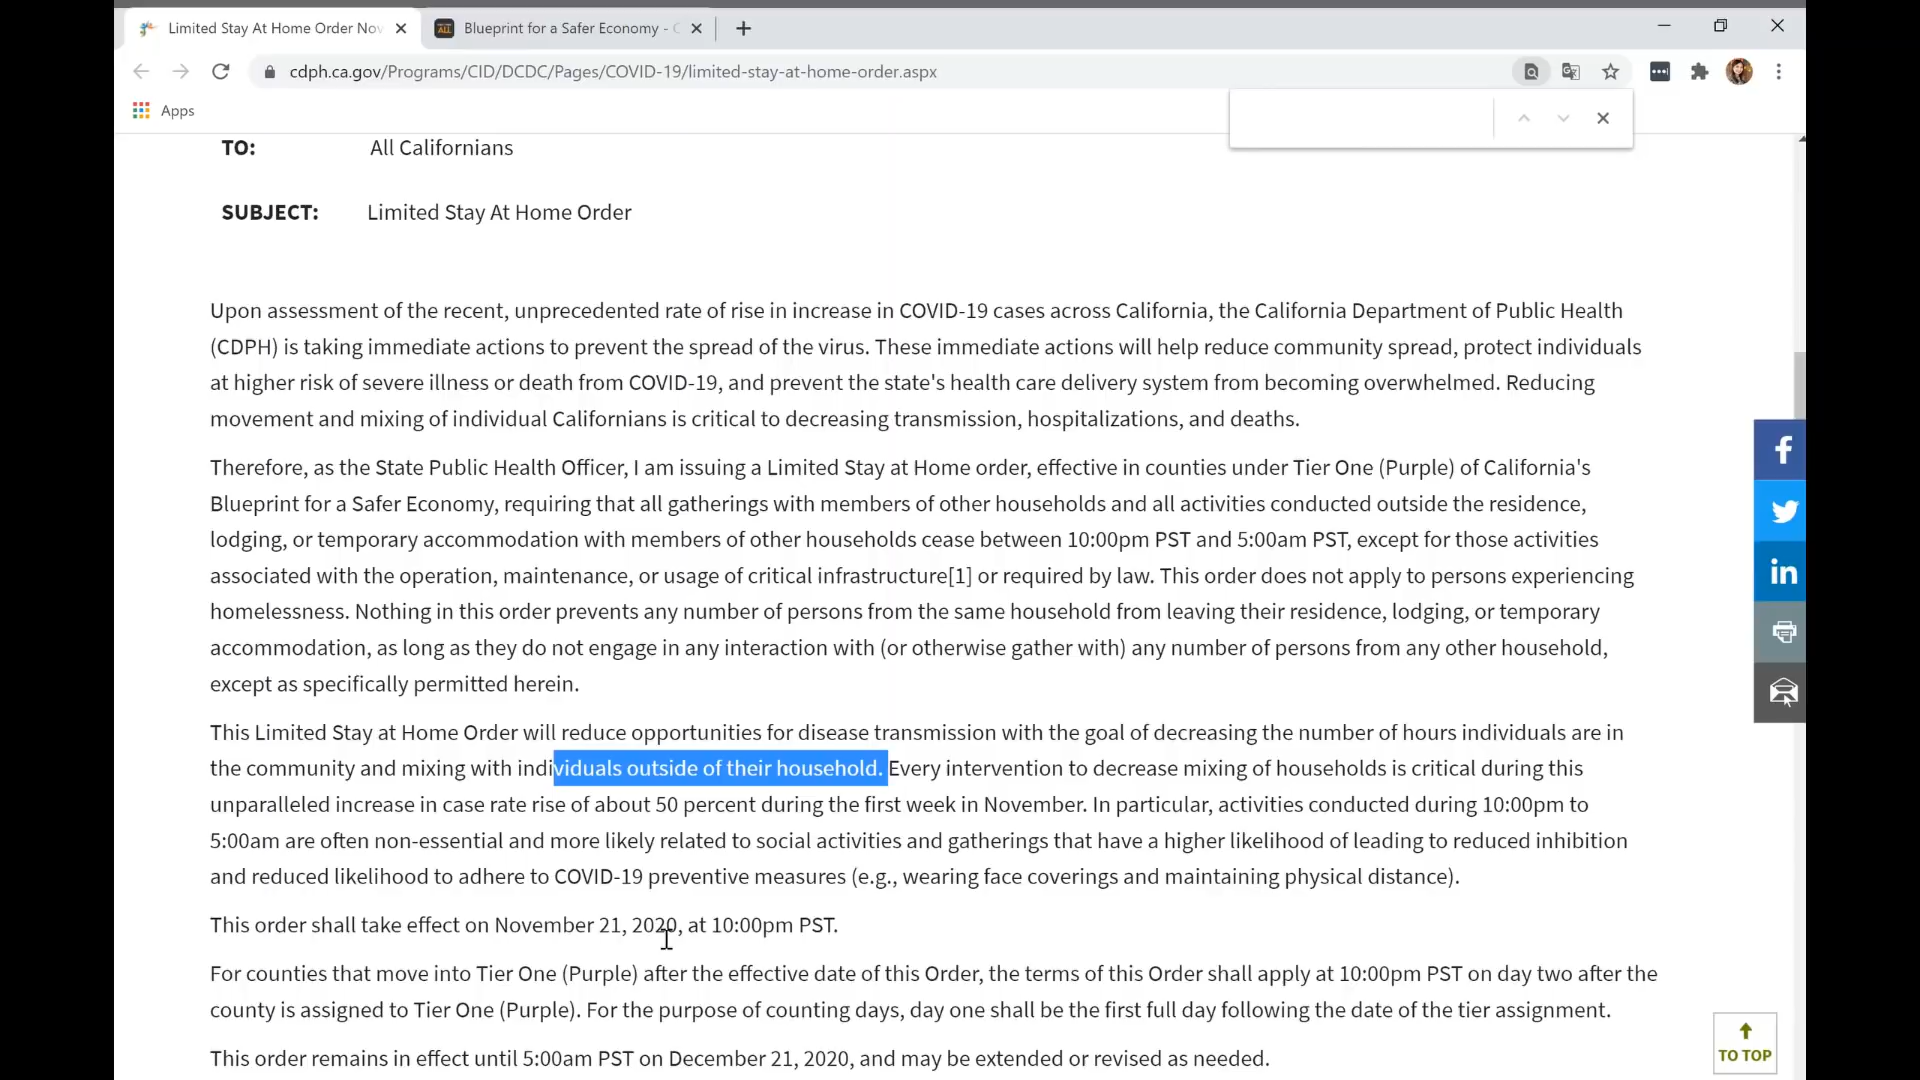 Limited Stay At Home Order Nov
Blueprint for a Safer Economy - C
cdph.ca.gov/Programs/CID/DCDC/Pages/COVID-19/limited-stay-at-home-order.aspx
Apps
TO: All Californians
SUBJECT: Limited Stay At Home Order
Upon assessment of the recent, unprecedented rate of rise in increase in COVID-19 cases across California, the California Department of Public Health
(CDPH) is taking immediate actions to prevent the spread of the virus. These immediate actions will help reduce community spread, protect individuals
at higher risk of severe illness or death from COVID-19, and prevent the state's health care delivery system from becoming overwhelmed. Reducing
movement and mixing of individual Californians is critical to decreasing transmission, hospitalizations, and deaths.
Therefore, as the State Public Health Officer, I am issuing a Limited Stay at Home order, effective in counties under Tier One (Purple) of California's
Blueprint for a Safer Economy, requiring that all gatherings with members of other households and all activities conducted outside the residence,
lodging, or temporary accommodation with members of other households cease between 10:00pm PST and 5:00am PST, except for those activities
associated with the operation, maintenance, or usage of critical infrastructure[1] or required by law. This order does not apply to persons experiencing
homelessness. Nothing in this order prevents any number of persons from the same household from leaving their residence, lodging, or temporary
accommodation, as long as they do not engage in any interaction with (or otherwise gather with) any number of persons from any other household,
except as specifically permitted herein.
This Limited Stay at Home Order will reduce opportunities for disease transmission with the goal of decreasing the number of hours individuals are in
the community and mixing with individuals outside of their household. Every intervention to decrease mixing of households is critical during this
unparalleled increase in case rate rise of about 50 percent during the first week in November. In particular, activities conducted during 10:00pm to
5:00am are often non-essential and more likely related to social activities and gatherings that have a higher likelihood of leading to reduced inhibition
and reduced likelihood to adhere to COVID-19 preventive measures (e.g., wearing face coverings and maintaining physical distance).
This order shall take effect on November 21, 2020, at 10:00pm PST.
For counties that move into Tier One (Purple) after the effective date of this Order, the terms of this Order shall apply at 10:00pm PST on day two after the
county is assigned to Tier One (Purple). For the purpose of counting days, day one shall be the first full day following the date of the tier assignment.
This order remains in effect until 5:00am PST on December 21, 2020, and may be extended or revised as needed.
TO TOP